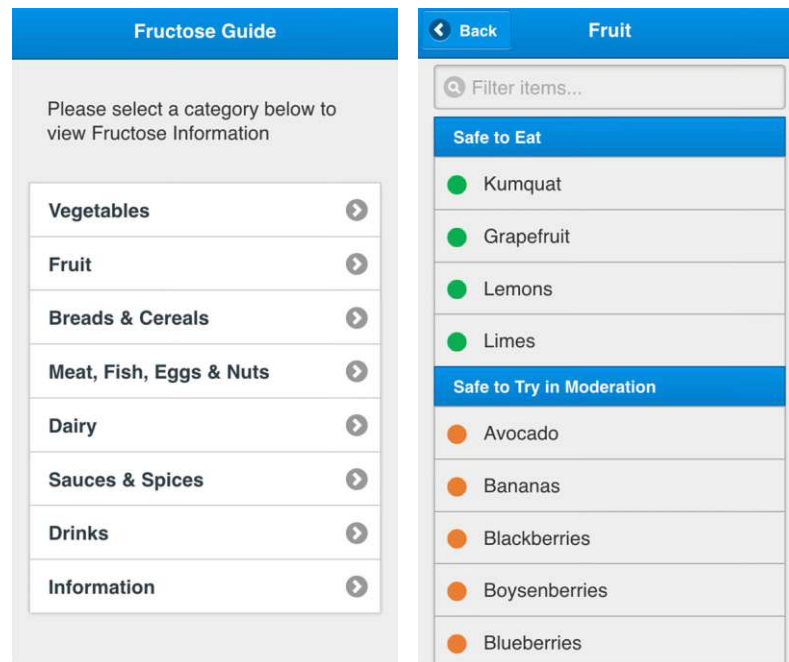 Fructose Guide
Please select a category below to
view Fructose Information
Vegetables
Fruit
Breads & Cereals
Meat, Fish, Eggs & Nuts
Dairy
Sauces & Spices
Drinks
Information
Back
Fruit
Filter items...
Safe to Eat
Kumquat
Grapefruit
Lemons
Limes
Safe to Try in Moderation
Avocado
Bananas
Blackberries
Boysenberries
Blueberries